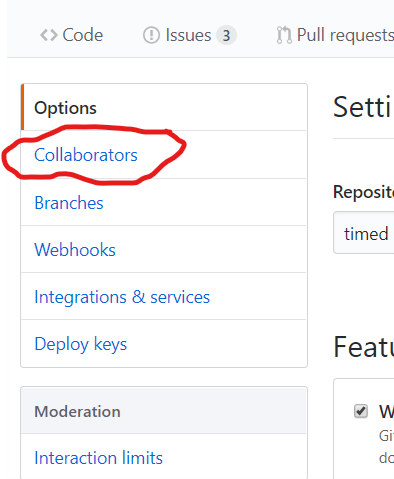 Code Issues 3 Pull requests
Options
Collaborators
Branches
Webhooks
Integrations & services
Deploy keys
Moderation
Interaction limits
Setti
Reposit
timed
Featu
W
Gi
do